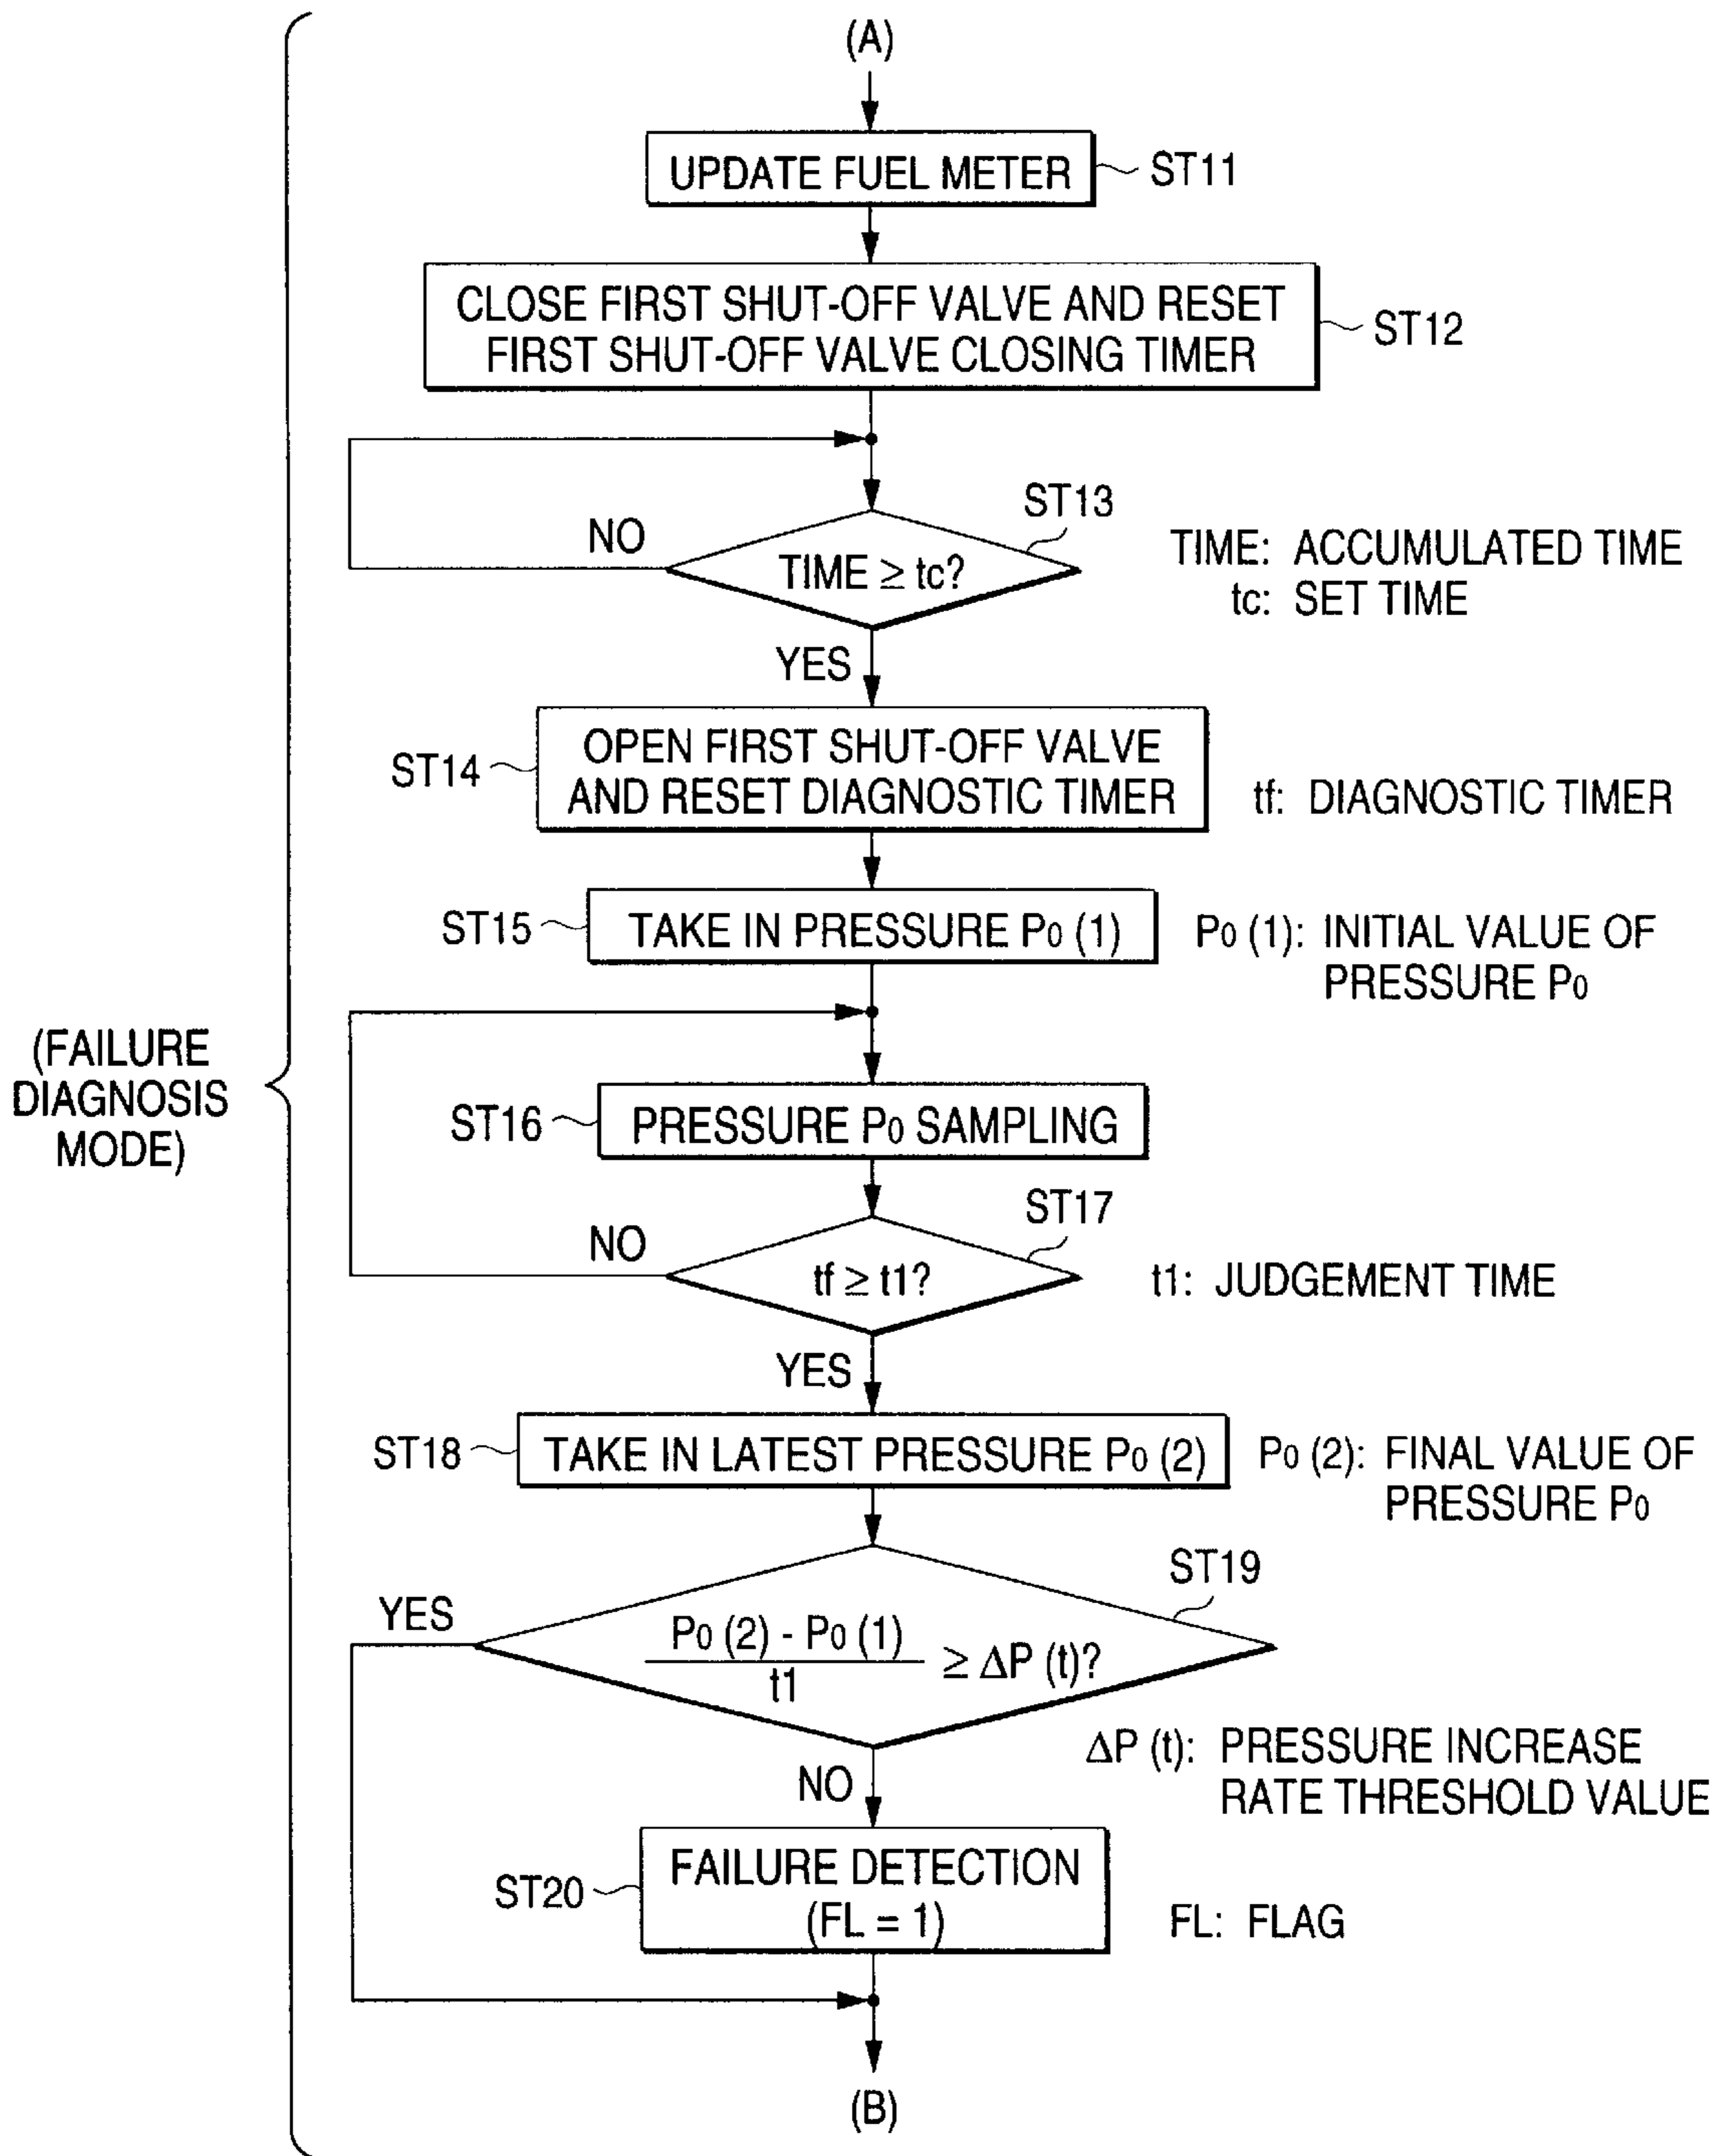 (A)
UPDATE FUEL METER
ST11
CLOSE FIRST SHUT-OFF VALVE AND RESET
FIRST SHUT-OFF VALVE CLOSING TIMER
ST12
ST13
NO
TIME ≥ tc?
TIME: ACCUMULATED TIME
tc: SET TIME
YES
OPEN FIRST SHUT-OFF VALVE
AND RESET DIAGNOSTIC TIMER
ST14
tf: DIAGNOSTIC TIMER
ST15
TAKE IN PRESSURE P0 (1)
P0 (1): INITIAL VALUE OF
PRESSURE P0
(FAILURE
DIAGNOSIS
MODE)
ST16
PRESSURE P0 SAMPLING
ST17
NO
tf ≥ t1?
t1: JUDGEMENT TIME
YES
ST18
TAKE IN LATEST PRESSURE P0 (2)
P0 (2): FINAL VALUE OF
PRESSURE P0
ST19
YES
P0 (2) - P0 (1)
t1
≥ ΔP (t)?
ΔP (t): PRESSURE INCREASE
RATE THRESHOLD VALUE
NO
ST20
FAILURE DETECTION
(FL = 1)
FL: FLAG
(B)